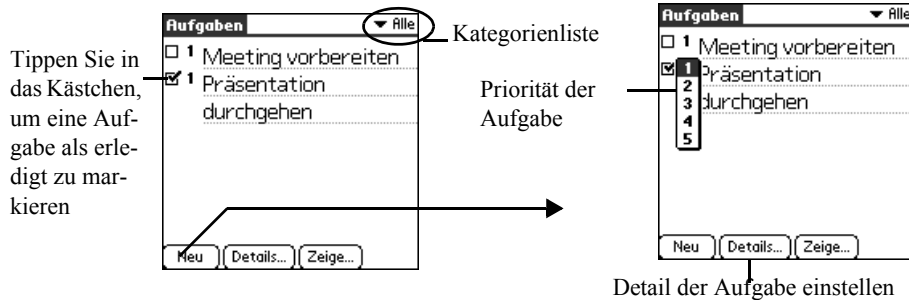 Tippen Sie in
das Kästchen,
um eine Auf-
gabe als erle-
digt zu mar-
kieren
Aufgaben
Alle
1 Meeting vorbereiten
1 Präsentation
durchgehen
Neu Details... Zeige...
Kategorienliste
Priorität der
Aufgabe
Aufgaben
Alle
1 Meeting vorbereiten
Präsentation
durchgehen
1
2
3
4
5
Neu Details... Zeige...
Detail der Aufgabe einstellen